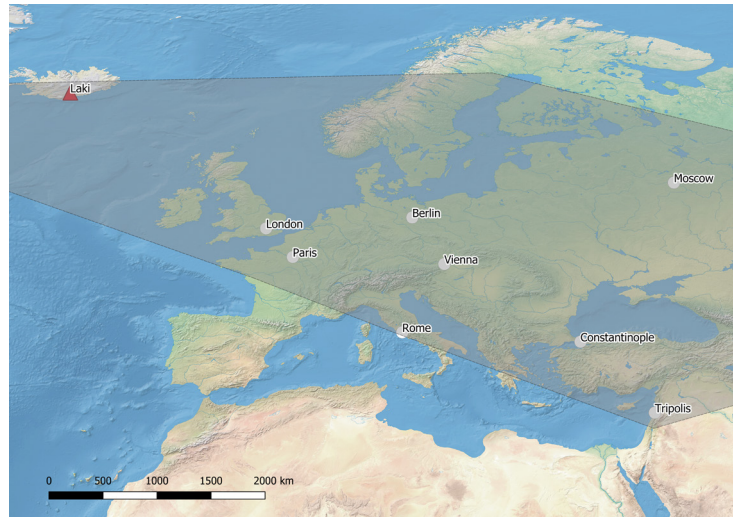 Laki
Moscow
Berlin
London
Paris
Vienna
Rome
Constantinople
Tripolis
0 500 1000 1500 2000 km